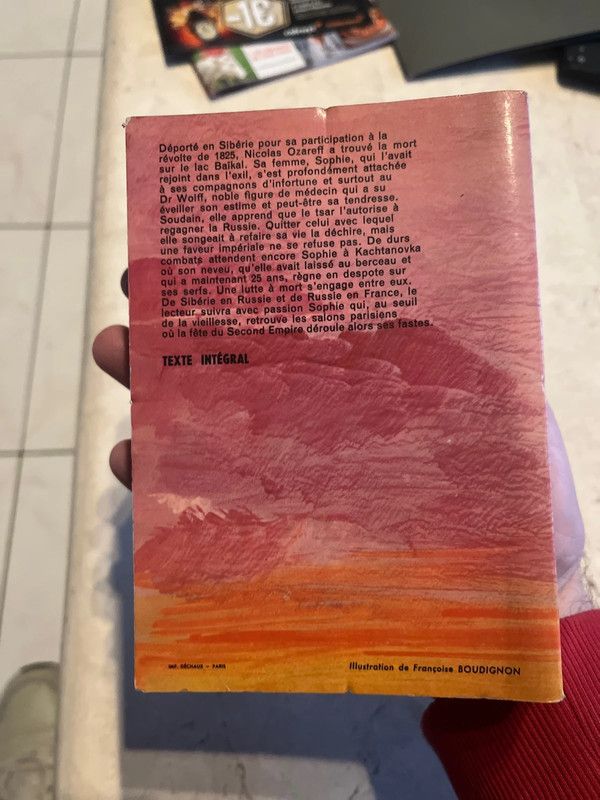 -1€
Déporté en Sibérie pour sa participation à la
révolte de 1825, Nicolas Ozareff a trouvé la mort
sur le lac Baïkal. Sa femme, Sophie, qui l'avait
rejoint dans l'exil, s'est profondément attachée
à ses compagnons d'infortune et surtout au
Dr Wolff, noble figure de médecin qui a su
éveiller son estime et peut-être sa tendresse.
Soudain, elle apprend que le tsar l'autorise à
regagner la Russie. Quitter celui avec lequel
elle songeait à refaire sa vie la déchire, mais
une faveur impériale ne se refuse pas. De durs
combats attendent encore Sophie à Kachtanovka
où son neveu, qu'elle avait laissé au berceau et
qui a maintenant 25 ans, règne en despote sur
ses serfs. Une lutte à mort s'engage entre eux.
De Sibérie en Russie et de Russie en France, le
lecteur suivra avec passion Sophie qui, au seuil
de la vieillesse, retrouve les salons parisiens
où la fête du Second Empire déroule alors ses fastes.
TEXTE INTÉGRAL
IMP. BÉCHAUX - PARIS
Illustration de Françoise BOUDIGNON